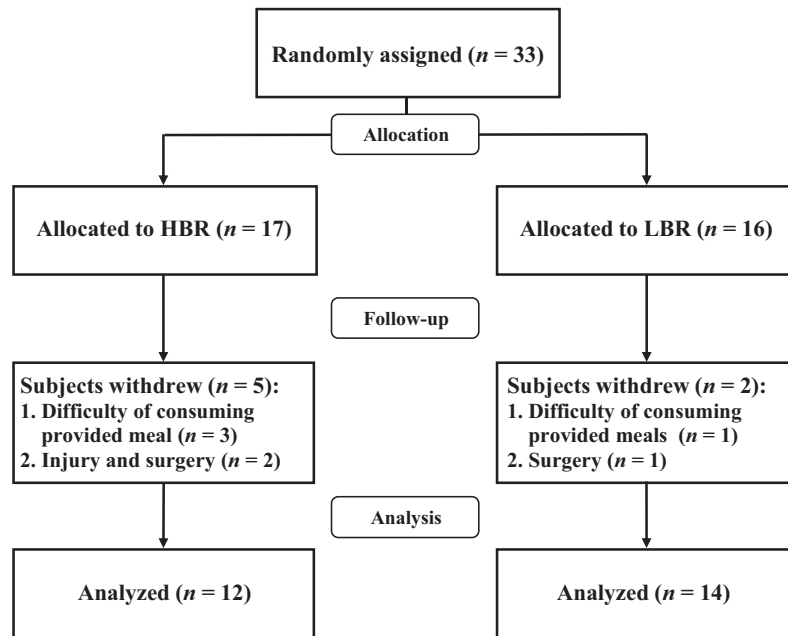 Randomly assigned (n = 33)
Allocation
Allocated to HBR (n = 17)
Allocated to LBR (n = 16)
Follow-up
Subjects withdrew (n = 5):
1. Difficulty of consuming
provided meal (n = 3)
2. Injury and surgery (n = 2)
Subjects withdrew (n = 2):
1. Difficulty of consuming
provided meals (n = 1)
2. Surgery (n = 1)
Analysis
Analyzed (n = 12)
Analyzed (n = 14)